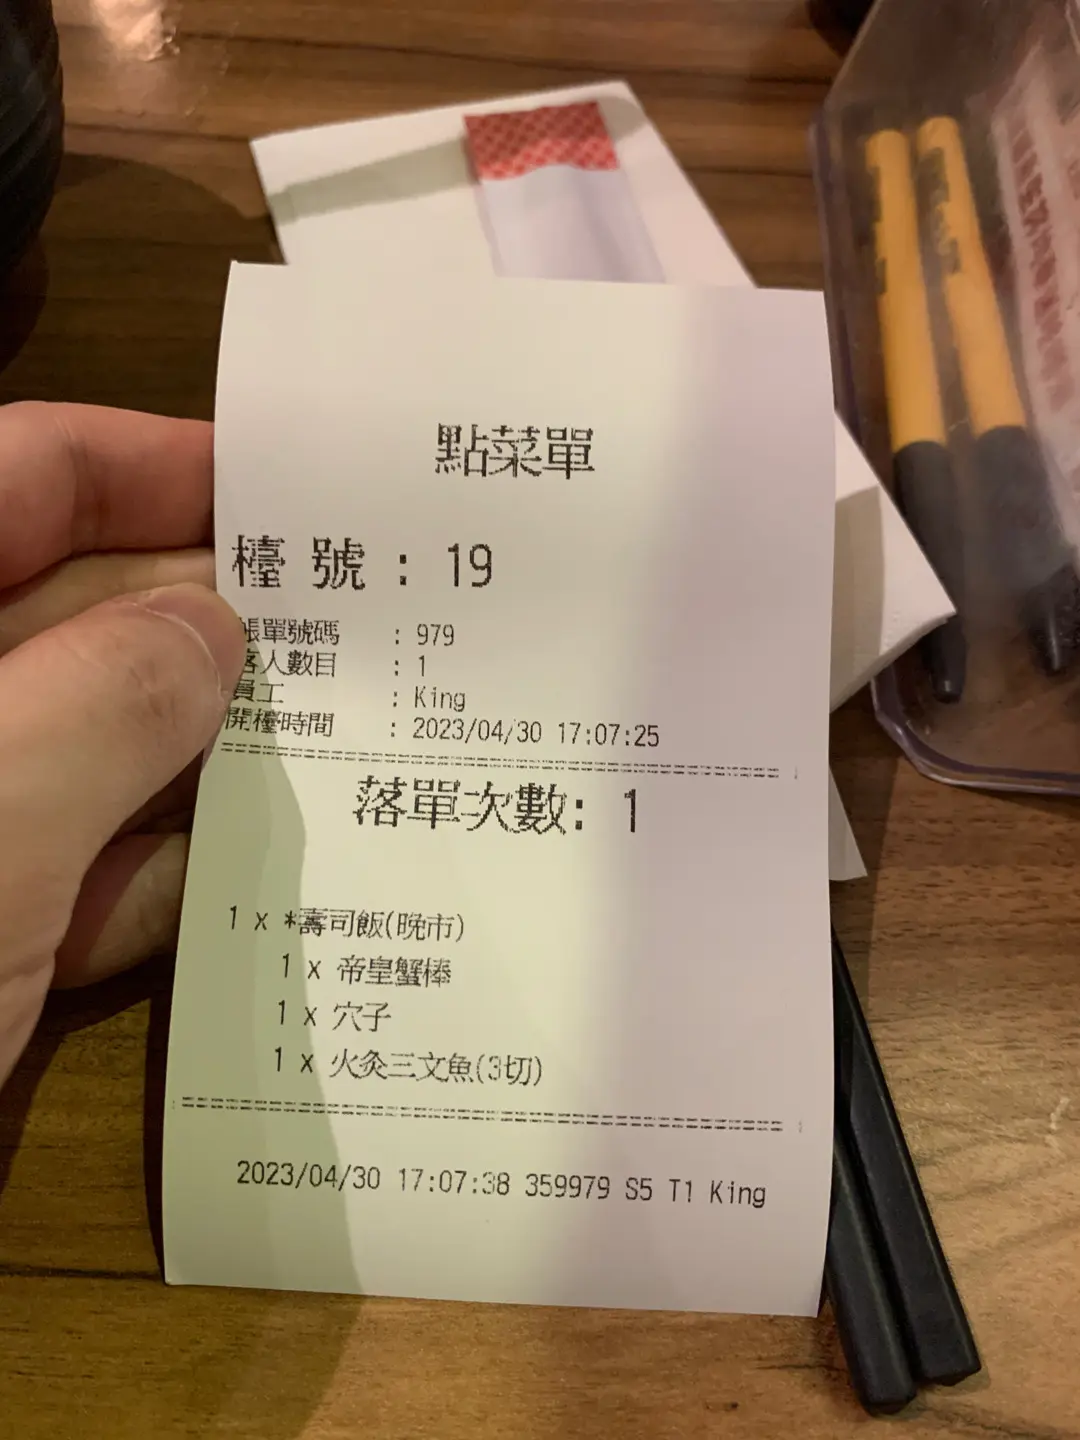 點菜單
檯 號 : 19
帳單號碼 : 979
客人數目 : 1
員工 : King
開檯時間 : 2023/04/30 17:07:25
落單次數: 1
1 x *壽司飯(晚市)
1 x 帝皇蟹棒
1 x 穴子
1 x 火灸三文魚(3切)
2023/04/30 17:07:38 359979 S5 T1 King